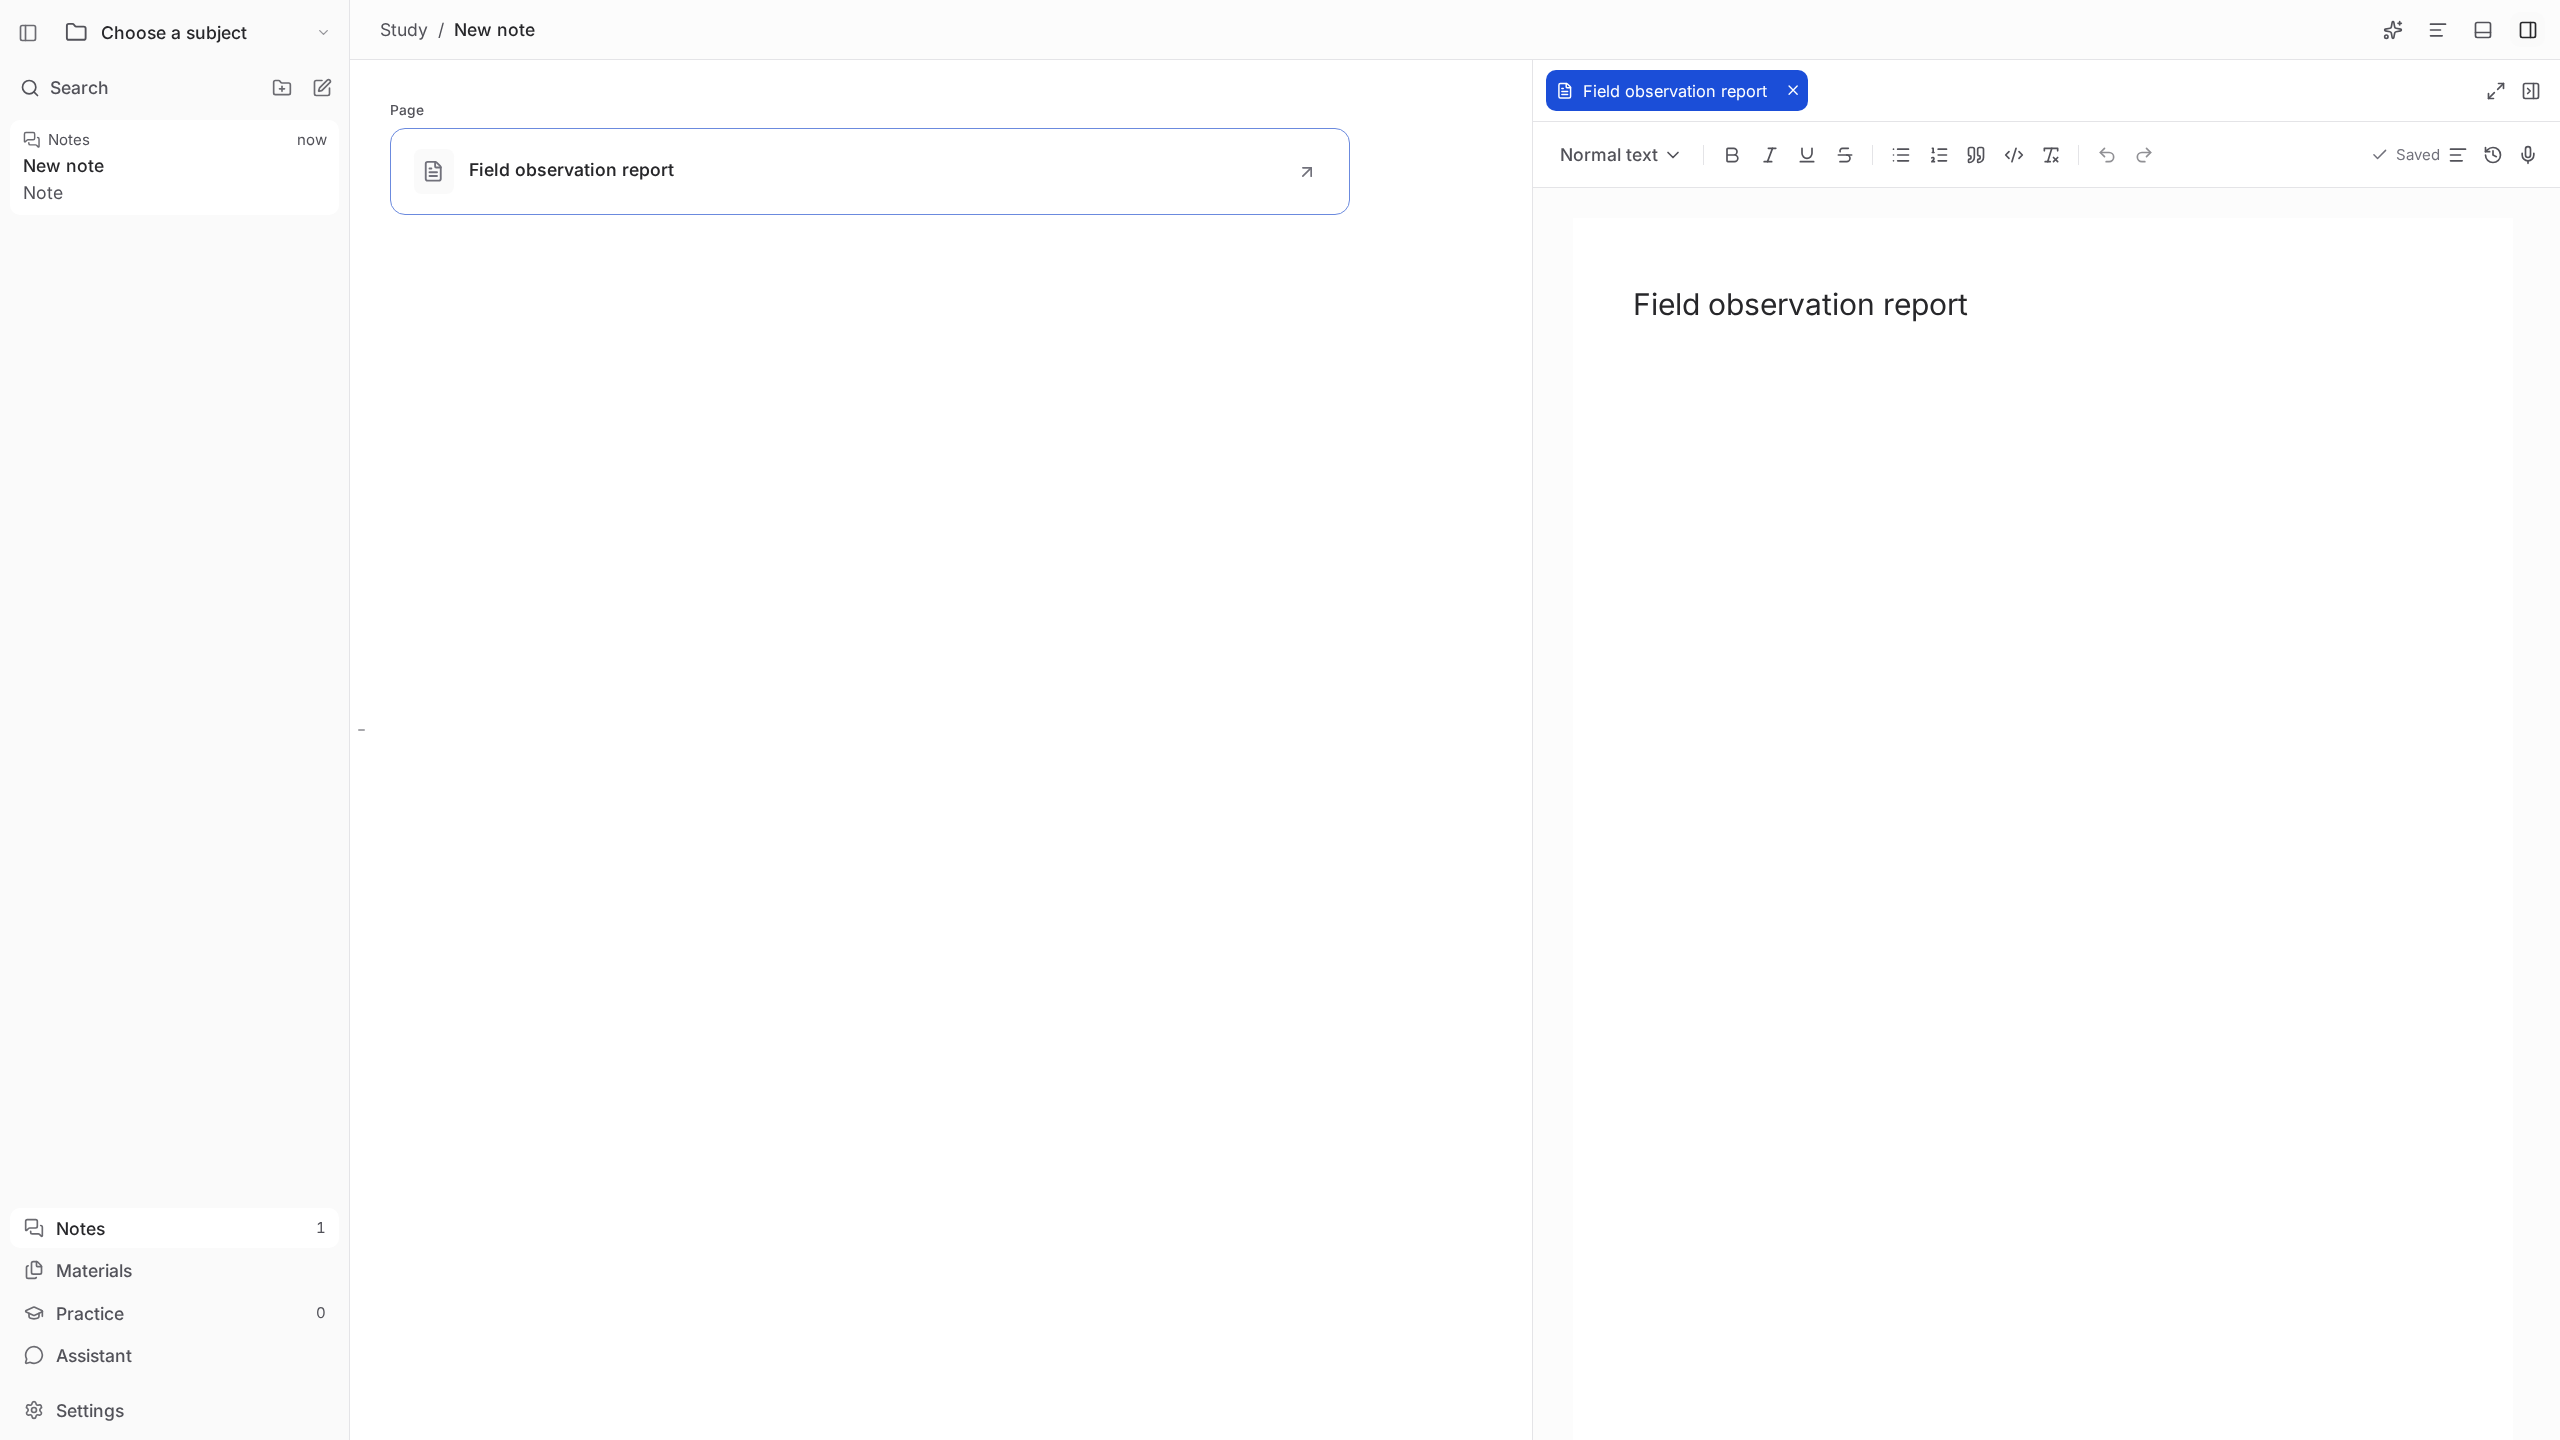 Choose a subject
Search
Notes now
New note
Note
Notes 1
Materials
Practice 0
Assistant
Settings
Study / New note
Page
Field observation report
Field observation report
Normal text
Saved
Field observation report